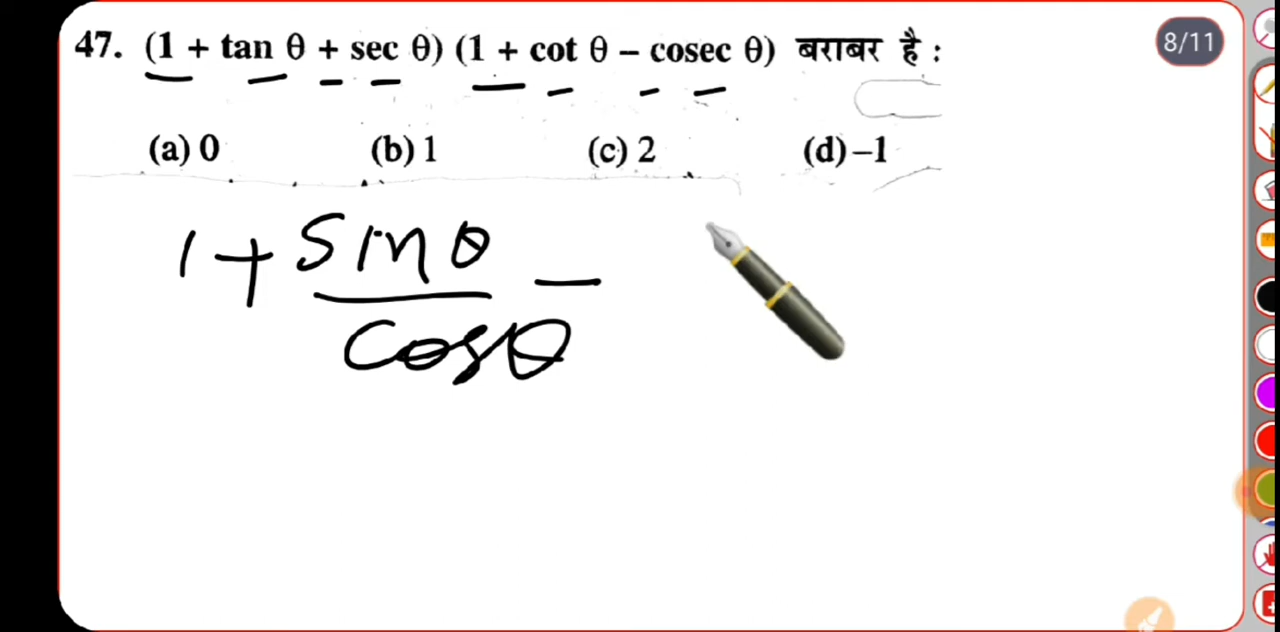 8/11
47. (1 + tan θ + sec θ) (1 + cot θ – cosec θ) बराबर है :
(a) 0 (b) 1 (c) 2 (d) –1
1 + sinθ —
cosθ